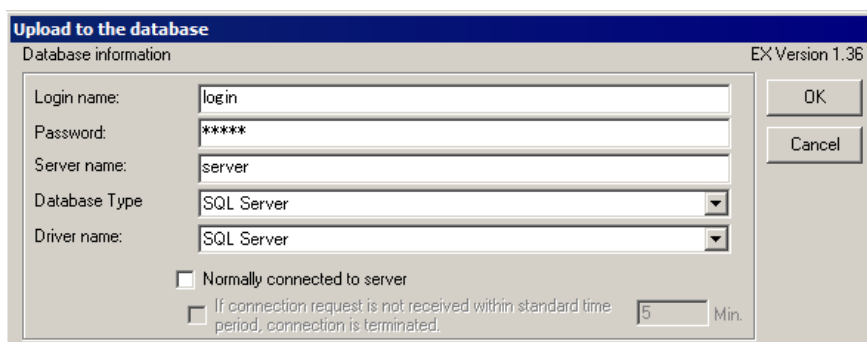 Upload to the database
Database information
EX Version 1.36
Login name:
login
OK
Password:
*****
Cancel
Server name:
server
Database Type
SQL Server
Driver name:
SQL Server
Normally connected to server
If connection request is not received within standard time
period, connection is terminated.
5
Min.